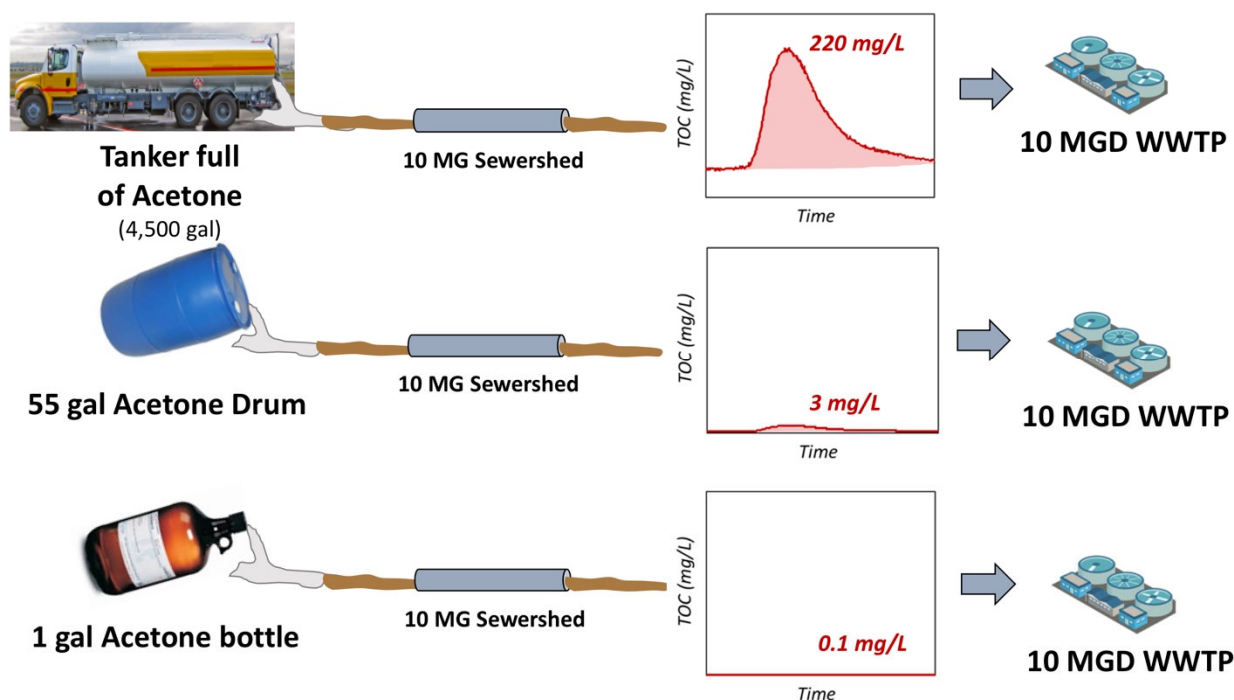 220 mg/L
TOC (mg/L)
Time
10 MG Sewershed
10 MGD WWTP
Tanker full
of Acetone
(4,500 gal)
3 mg/L
TOC (mg/L)
Time
10 MG Sewershed
10 MGD WWTP
55 gal Acetone Drum
0.1 mg/L
TOC (mg/L)
Time
10 MG Sewershed
10 MGD WWTP
1 gal Acetone bottle